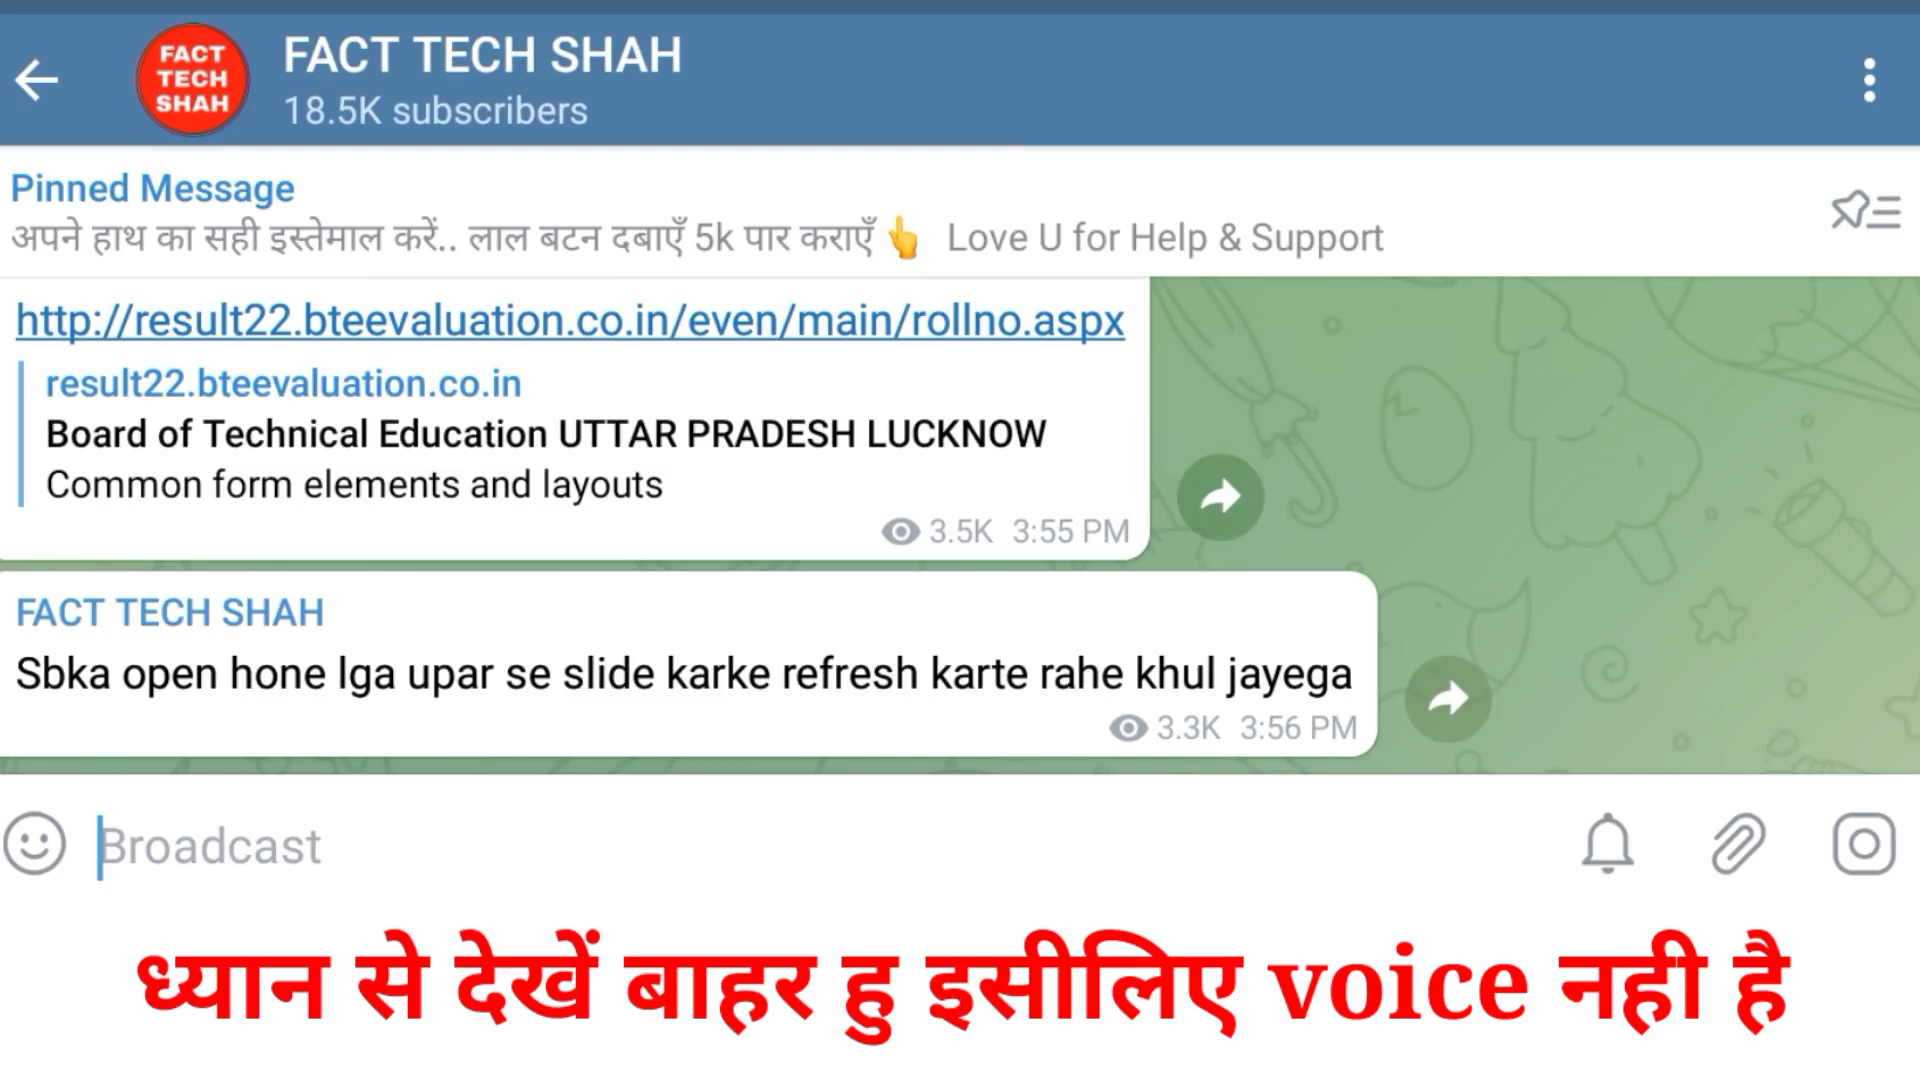 FACT
TECH
SHAH
FACT TECH SHAH
18.5K subscribers
Pinned Message
अपने हाथ का सही इस्तेमाल करें.. लाल बटन दबाएँ 5k पार कराएँ👆 Love U for Help & Support
http://result22.bteevaluation.co.in/even/main/rollno.aspx
result22.bteevaluation.co.in
Board of Technical Education UTTAR PRADESH LUCKNOW
Common form elements and layouts
3.5K 3:55 PM
FACT TECH SHAH
Sbka open hone lga upar se slide karke refresh karte rahe khul jayega
3.3K 3:56 PM
Broadcast
ध्यान से देखें बाहर हु इसीलिए voice नही है